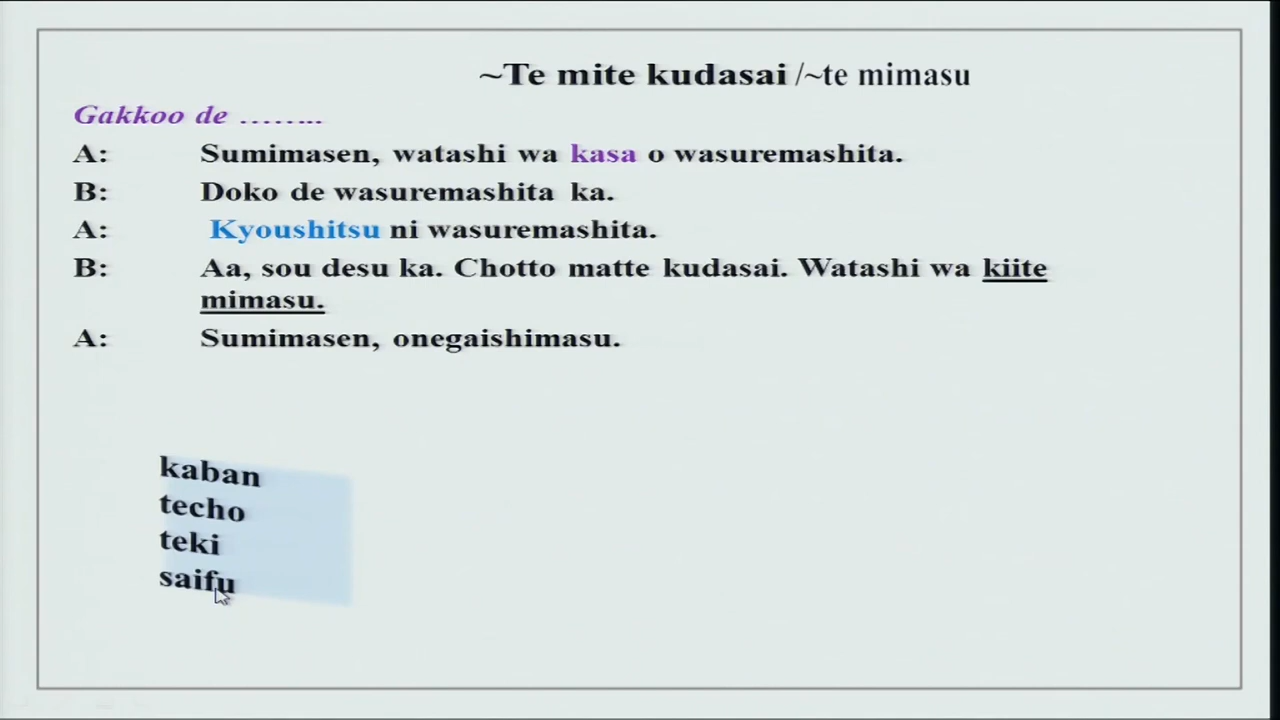 ~Te mite kudasai /~te mimasu
Gakkoo de ……..
A: Sumimasen, watashi wa kasa o wasuremashita.
B: Doko de wasuremashita ka.
A: Kyoushitsu ni wasuremashita.
B: Aa, sou desu ka. Chotto matte kudasai. Watashi wa kiite
mimasu.
A: Sumimasen, onegaishimasu.
kaban
techo
teki
saifu